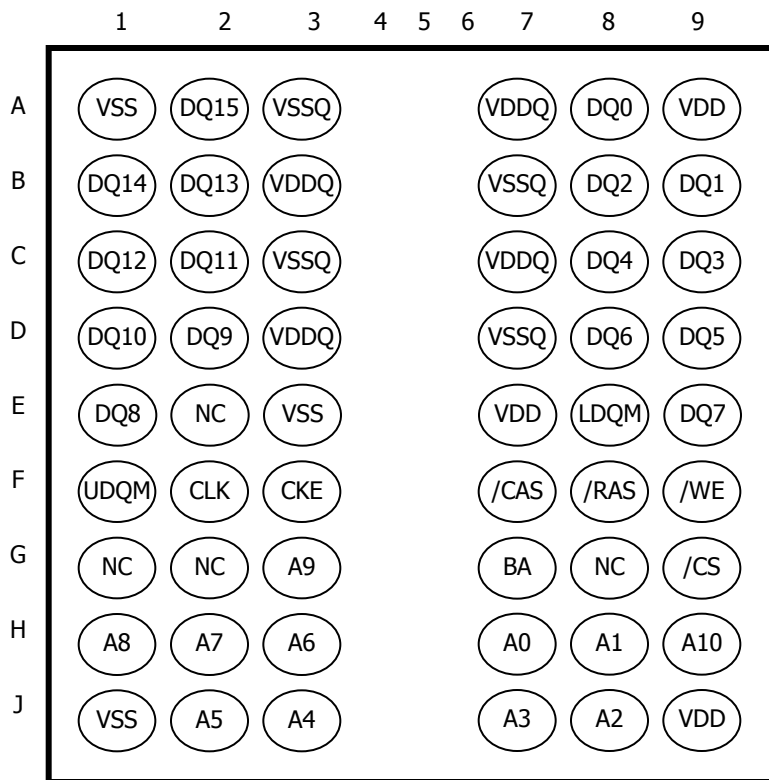 1 2 3 4 5 6 7 8 9
A VSS DQ15 VSSQ VDDQ DQ0 VDD
B DQ14 DQ13 VDDQ VSSQ DQ2 DQ1
C DQ12 DQ11 VSSQ VDDQ DQ4 DQ3
D DQ10 DQ9 VDDQ VSSQ DQ6 DQ5
E DQ8 NC VSS VDD LDQM DQ7
F UDQM CLK CKE /CAS /RAS /WE
G NC NC A9 BA NC /CS
H A8 A7 A6 A0 A1 A10
J VSS A5 A4 A3 A2 VDD